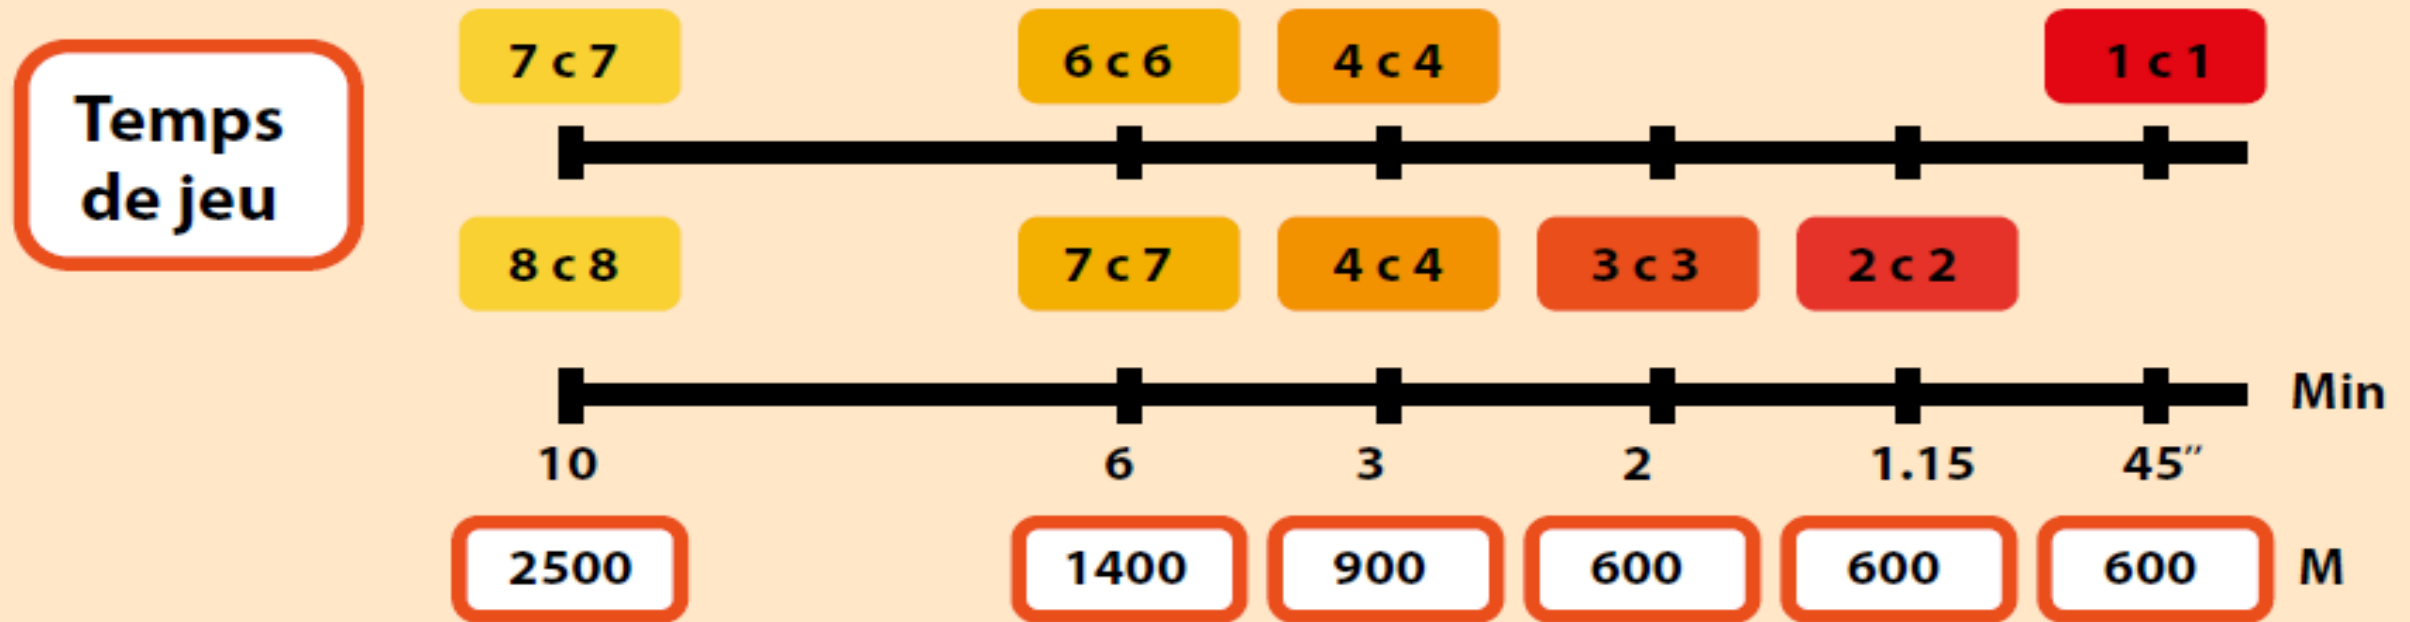 Temps
de jeu
7 c 7 6 c 6 4 c 4 1 c 1
8 c 8 7 c 7 4 c 4 3 c 3 2 c 2
Min
10 6 3 2 1.15 45″
2500 1400 900 600 600 600 M